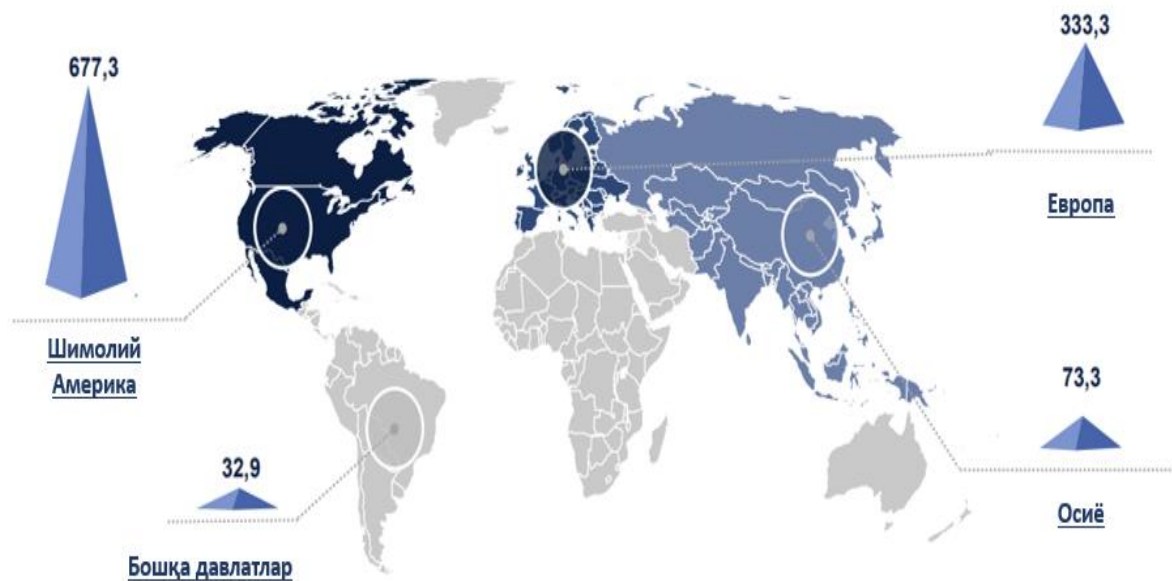 333,3
677,3
Европа
Шимолий
Америка
73,3
32,9
Осиё
Бошқа давлатлар